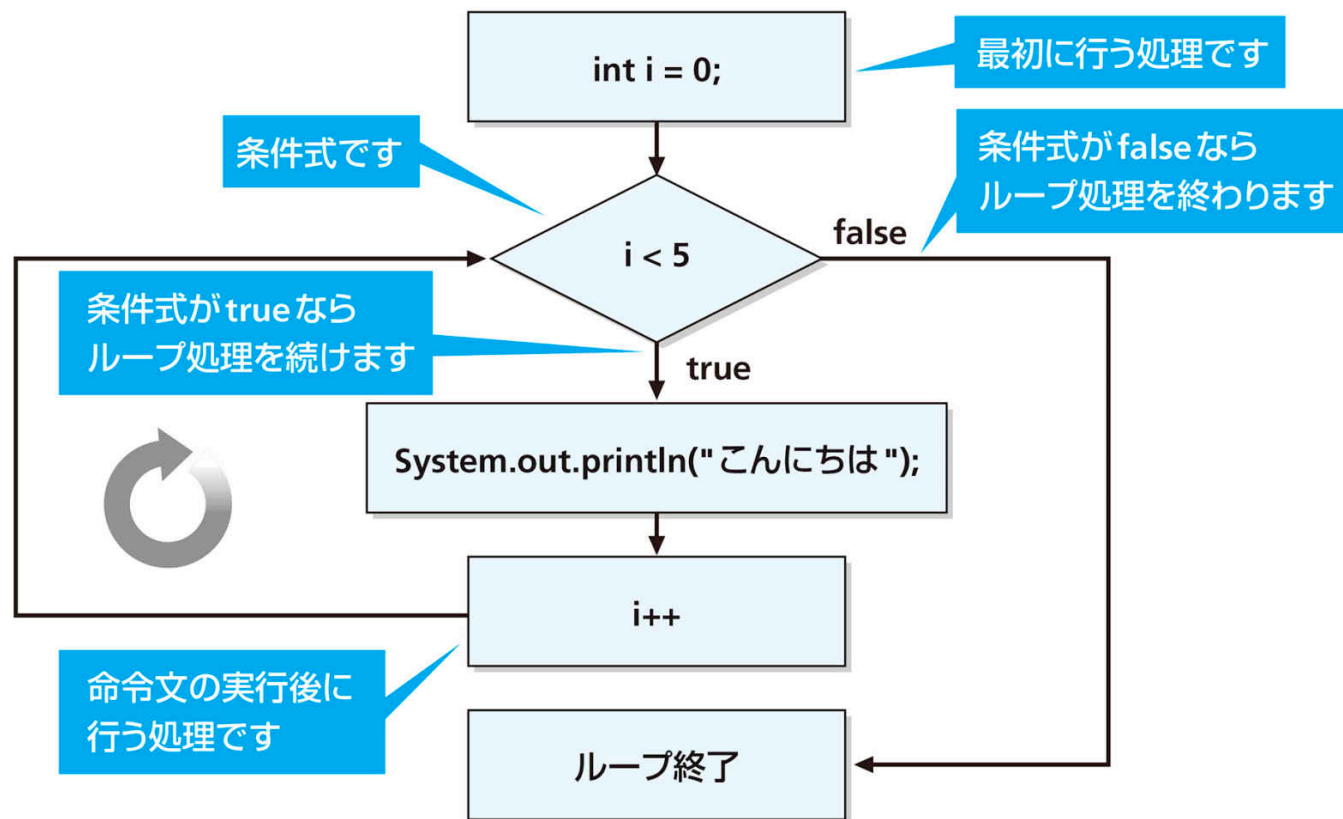 int i = 0;
最初に行う処理です
条件式です
条件式がfalseなら
ループ処理を終わります
i < 5
false
条件式がtrueなら
ループ処理を続けます
true
System.out.println("こんにちは");
i++
命令文の実行後に
行う処理です
ループ終了